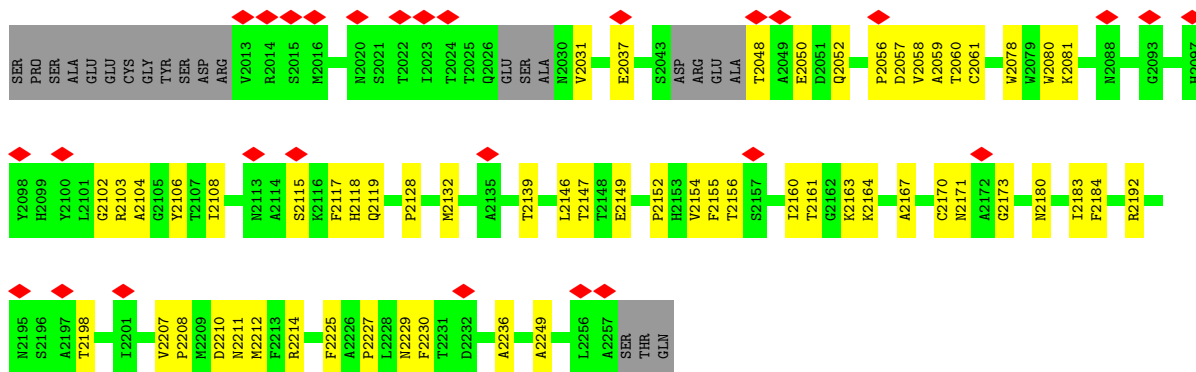 SER PRO SER ALA GLU GLU CYS GLY TYR SER ASP ARG V2013 R2014 S2015 M2016 N2020 S2021 T2022 I2023 T2024 T2025 Q2026 GLU SER ALA N2030 V2031 E2037 S2043 ASP ARG GLU ALA T2048 A2049 E2050 D2051 Q2052 P2056 D2057 V2058 A2059 T2060 C2061 W2078 W2079 W2080 K2081 N2088 G2093 H2097
Y2098 H2099 Y2100 L2101 G2102 R2103 A2104 G2105 Y2106 T2107 I2108 N2113 A2114 S2115 K2116 F2117 H2118 Q2119 P2128 M2132 A2135 T2139 L2146 T2147 T2148 E2149 P2152 H2153 V2154 F2155 T2156 S2157 I2160 T2161 G2162 K2163 K2164 A2167 C2170 N2171 A2172 G2173 N2180 I2183 F2184 R2192
N2195 S2196 A2197 T2198 I2201 V2207 P2208 M2209 D2210 N2211 M2212 F2213 R2214 F2225 A2226 P2227 L2228 N2229 F2230 T2231 D2232 A2236 A2249 L2256 A2257 SER THR GLN